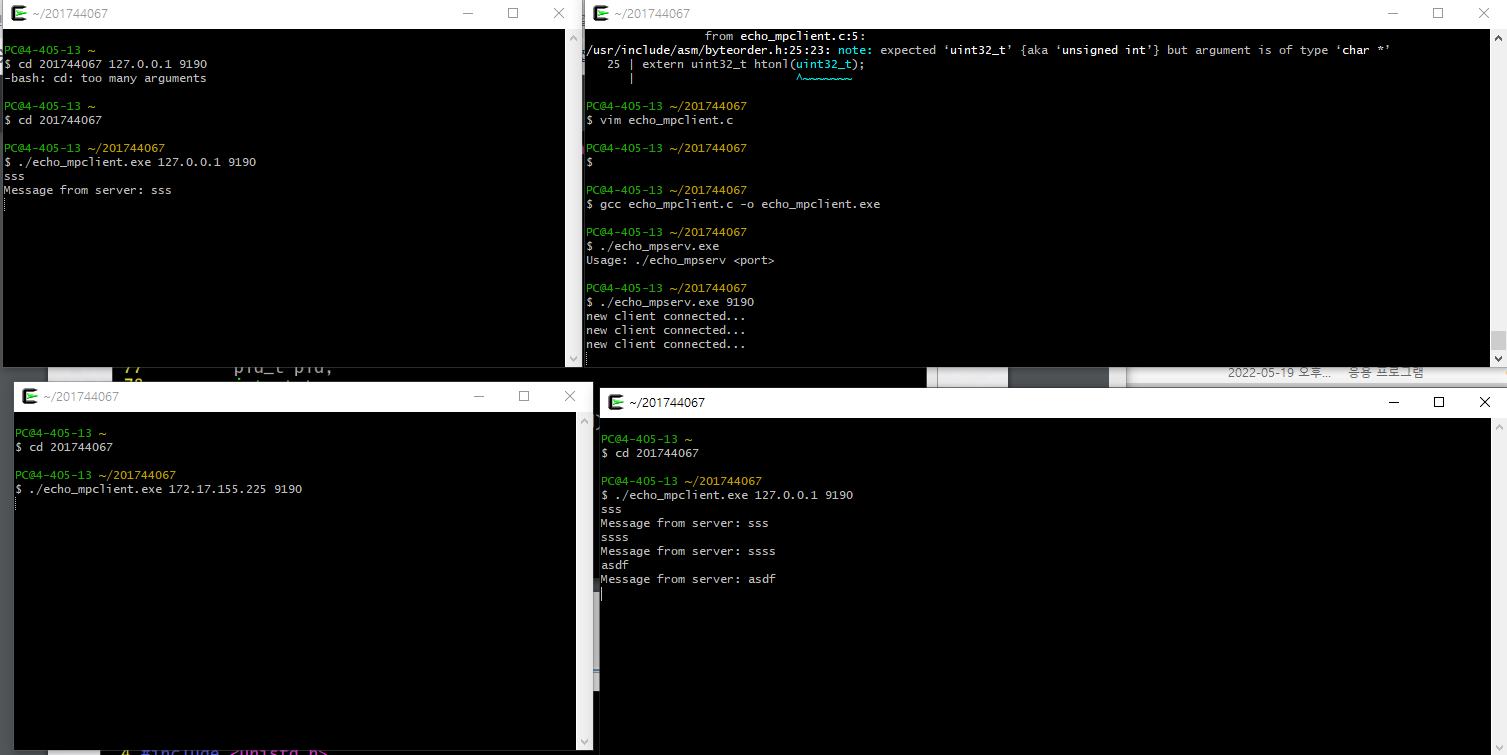 ~/201744067
PC@4-405-13 ~
$ cd 201744067 127.0.0.1 9190
-bash: cd: too many arguments
PC@4-405-13 ~
$ cd 201744067
PC@4-405-13 ~/201744067
$ ./echo_mpclient.exe 127.0.0.1 9190
sss
Message from server: sss
~/201744067
from echo_mpclient.c:5:
/usr/include/asm/byteorder.h:25:23: note: expected ‘uint32_t’ {aka ‘unsigned int’} but argument is of type ‘char *’
25 | extern uint32_t htonl(uint32_t);
| ^~~~~~~~
PC@4-405-13 ~/201744067
$ vim echo_mpclient.c
PC@4-405-13 ~/201744067
$
PC@4-405-13 ~/201744067
$ gcc echo_mpclient.c -o echo_mpclient.exe
PC@4-405-13 ~/201744067
$ ./echo_mpserv.exe
Usage: ./echo_mpserv <port>
PC@4-405-13 ~/201744067
$ ./echo_mpserv.exe 9190
new client connected...
new client connected...
new client connected...
77 pid_t pid;
2022-05-19 오후... 응용 프로그램
~/201744067
PC@4-405-13 ~
$ cd 201744067
PC@4-405-13 ~/201744067
$ ./echo_mpclient.exe 172.17.155.225 9190
~/201744067
PC@4-405-13 ~
$ cd 201744067
PC@4-405-13 ~/201744067
$ ./echo_mpclient.exe 127.0.0.1 9190
sss
Message from server: sss
ssss
Message from server: ssss
asdf
Message from server: asdf
4 #include <unistd.h>